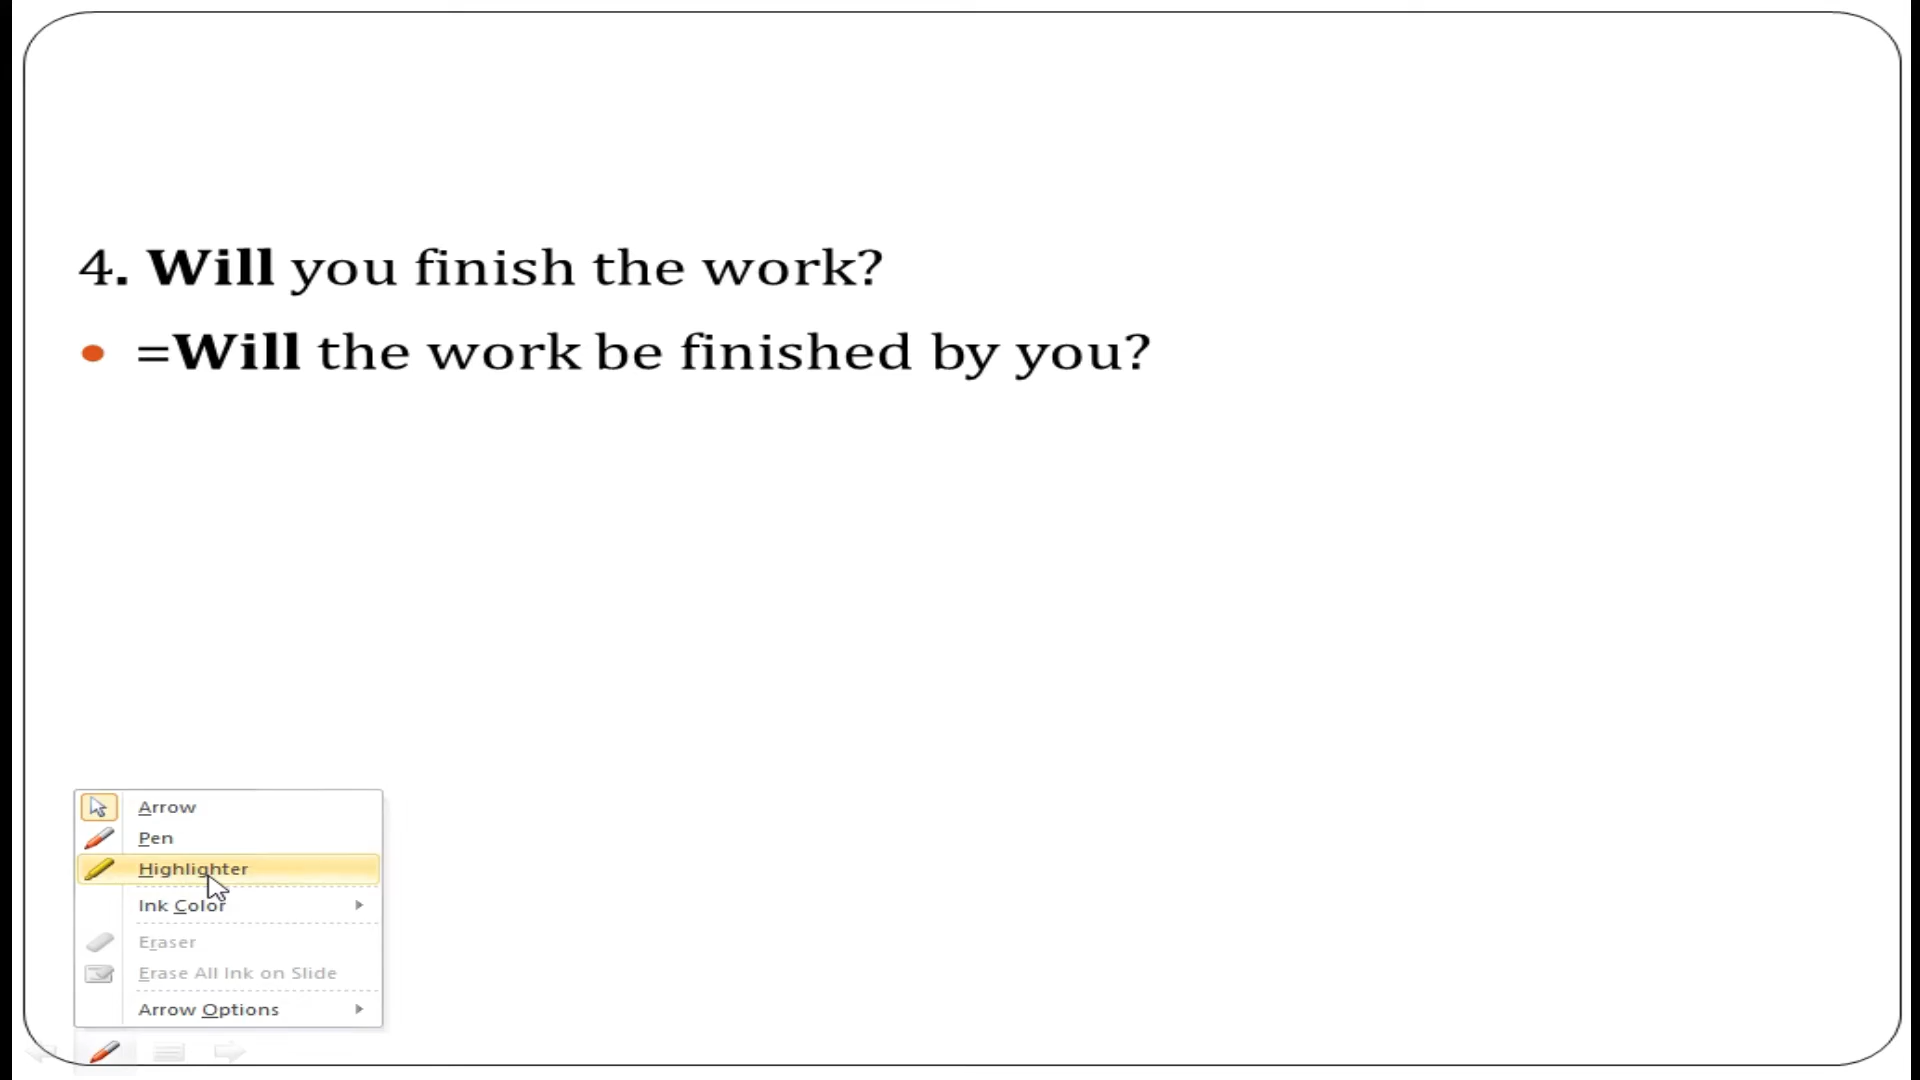 4. Will you finish the work?
• =Will the work be finished by you?
Arrow
Pen
Highlighter
Ink Color
Eraser
Erase All Ink on Slide
Arrow Options